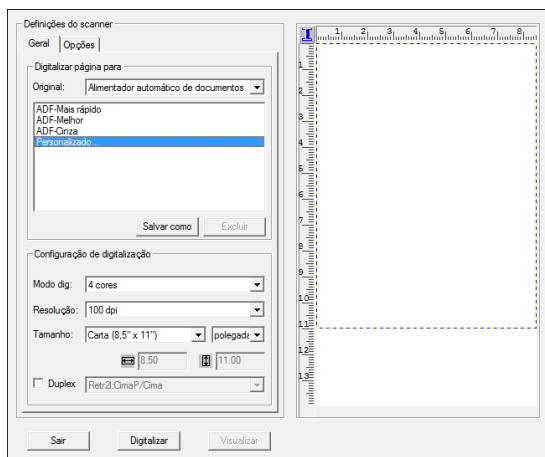 Definições do scanner
Geral
Opções
Digitalizar página para
Original: Alimentador automático de documentos
ADF-Mais rápido
ADF-Melhor
ADF-Cinza
Personalizado...
Salvar como
Excluir
Configuração de digitalização
Modo dig: 4 cores
Resolução: 100 dpi
Tamanho: Carta (8,5" x 11") polegada
8.50 11.00
Duplex Retr2l:CimaP/Cima
Sair
Digitalizar
Visualizar
1 2 3 4 5 6 7 8
1
2
3
4
5
6
7
8
9
10
11
12
13